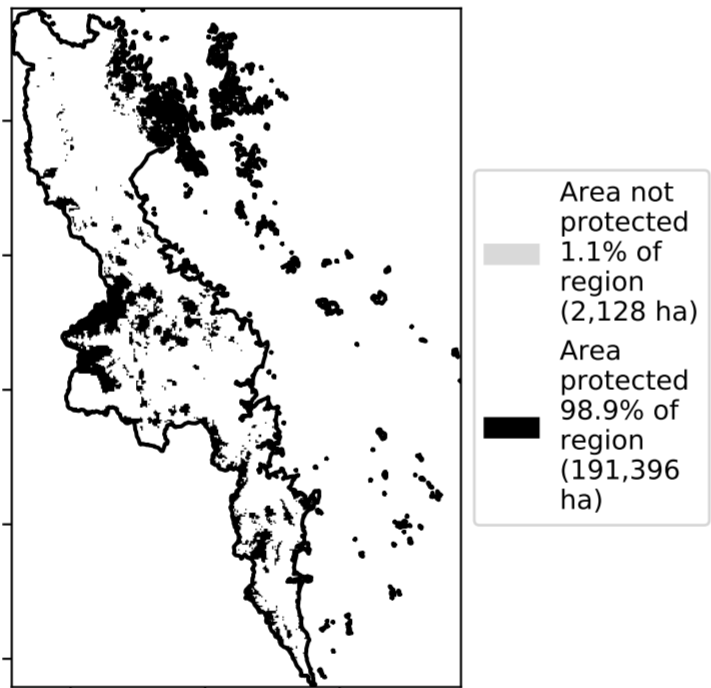 Area not
protected
1.1% of
region
(2,128 ha)
Area
protected
98.9% of
region
(191,396
ha)